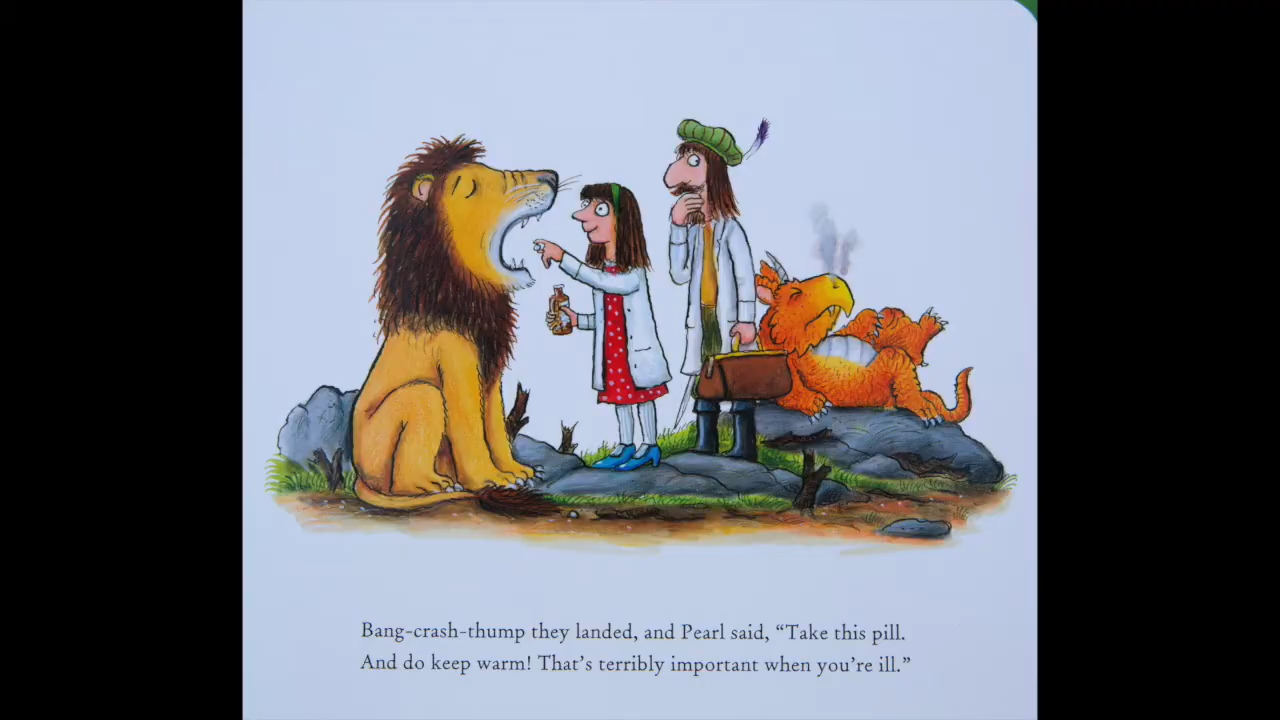 Bang-crash-thump they landed, and Pearl said, “Take this pill.
And do keep warm! That’s terribly important when you’re ill.”